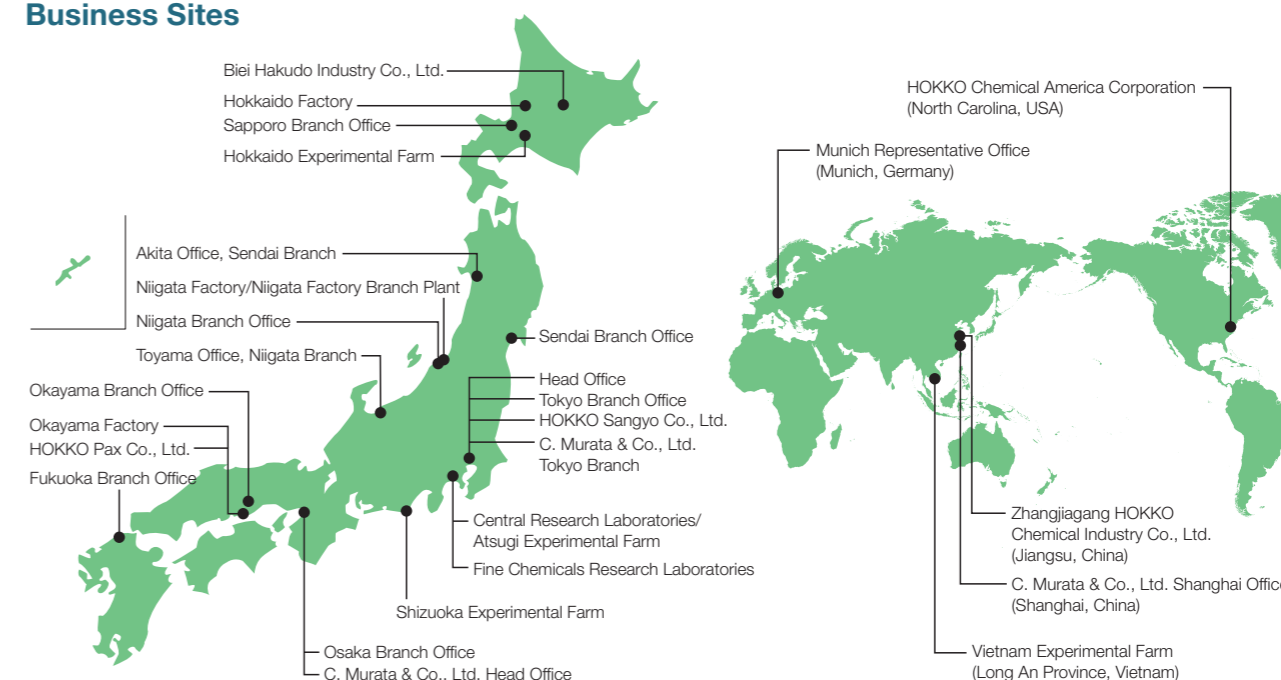 Business Sites
Biei Hakudo Industry Co., Ltd.
Hokkaido Factory
Sapporo Branch Office
Hokkaido Experimental Farm
Akita Office, Sendai Branch
Niigata Factory/Niigata Factory Branch Plant
Niigata Branch Office
Toyama Office, Niigata Branch
Okayama Branch Office
Okayama Factory
HOKKO Pax Co., Ltd.
Fukuoka Branch Office
Sendai Branch Office
Head Office
Tokyo Branch Office
HOKKO Sangyo Co., Ltd.
C. Murata & Co., Ltd.
Tokyo Branch
Central Research Laboratories/
Atsugi Experimental Farm
Fine Chemicals Research Laboratories
Shizuoka Experimental Farm
Osaka Branch Office
C. Murata & Co., Ltd. Head Office
HOKKO Chemical America Corporation
(North Carolina, USA)
Munich Representative Office
(Munich, Germany)
Zhangjiagang HOKKO
Chemical Industry Co., Ltd.
(Jiangsu, China)
C. Murata & Co., Ltd. Shanghai Office
(Shanghai, China)
Vietnam Experimental Farm
(Long An Province, Vietnam)